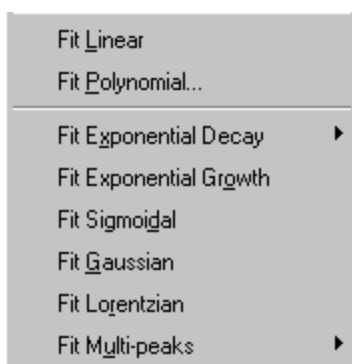 Fit Linear
Fit Polynomial...
Fit Exponential Decay
Fit Exponential Growth
Fit Sigmoidal
Fit Gaussian
Fit Lorentzian
Fit Multi-peaks